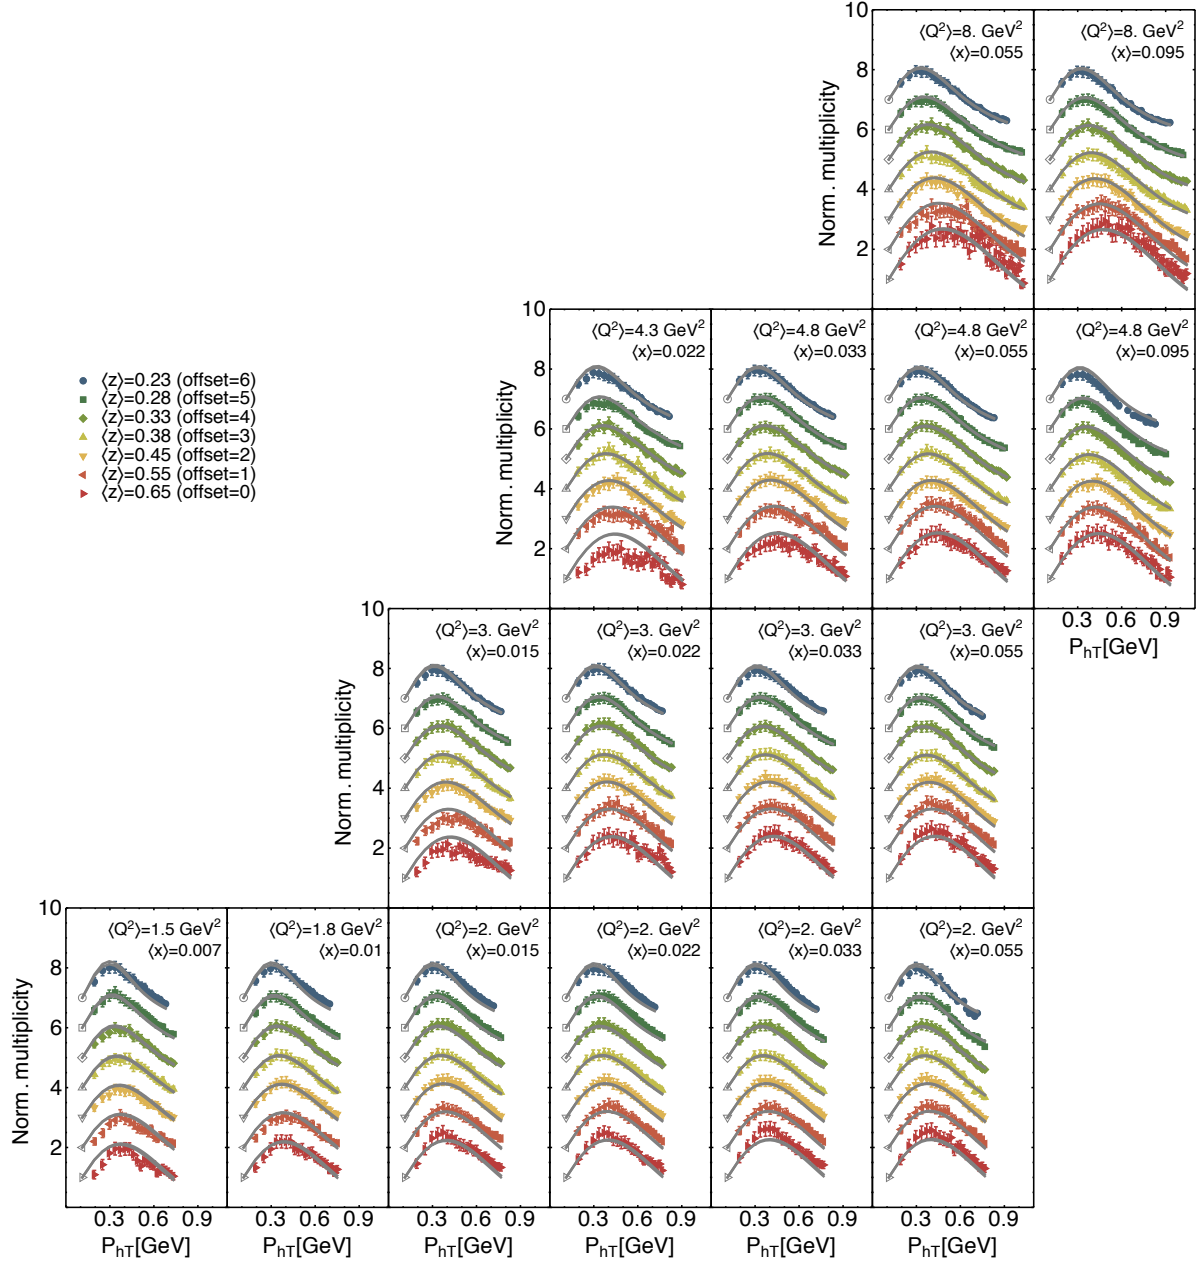 10
⟨Q²⟩=8. GeV²
⟨x⟩=0.055
⟨Q²⟩=8. GeV²
⟨x⟩=0.095
8
6
4
2
Norm. multiplicity
10
⟨Q²⟩=4.3 GeV²
⟨x⟩=0.022
⟨Q²⟩=4.8 GeV²
⟨x⟩=0.033
⟨Q²⟩=4.8 GeV²
⟨x⟩=0.055
⟨Q²⟩=4.8 GeV²
⟨x⟩=0.095
8
6
4
2
Norm. multiplicity
0.3 0.6 0.9
P_hT[GeV]
⟨z⟩=0.23 (offset=6)
⟨z⟩=0.28 (offset=5)
⟨z⟩=0.33 (offset=4)
⟨z⟩=0.38 (offset=3)
⟨z⟩=0.45 (offset=2)
⟨z⟩=0.55 (offset=1)
⟨z⟩=0.65 (offset=0)
10
⟨Q²⟩=3. GeV²
⟨x⟩=0.015
⟨Q²⟩=3. GeV²
⟨x⟩=0.022
⟨Q²⟩=3. GeV²
⟨x⟩=0.033
⟨Q²⟩=3. GeV²
⟨x⟩=0.055
8
6
4
2
Norm. multiplicity
10
⟨Q²⟩=1.5 GeV²
⟨x⟩=0.007
⟨Q²⟩=1.8 GeV²
⟨x⟩=0.01
⟨Q²⟩=2. GeV²
⟨x⟩=0.015
⟨Q²⟩=2. GeV²
⟨x⟩=0.022
⟨Q²⟩=2. GeV²
⟨x⟩=0.033
⟨Q²⟩=2. GeV²
⟨x⟩=0.055
8
6
4
2
Norm. multiplicity
0.3 0.6 0.9 0.3 0.6 0.9 0.3 0.6 0.9 0.3 0.6 0.9 0.3 0.6 0.9 0.3 0.6 0.9
P_hT[GeV] P_hT[GeV] P_hT[GeV] P_hT[GeV] P_hT[GeV] P_hT[GeV]